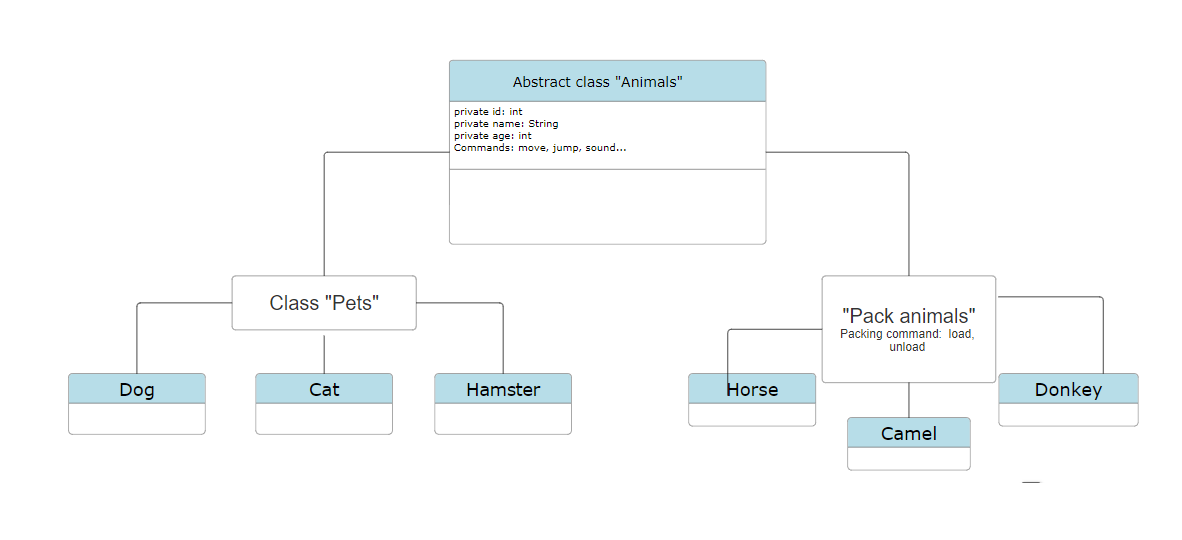 Abstract class "Animals"
private id: int
private name: String
private age: int
Commands: move, jump, sound...
Class "Pets"
"Pack animals"
Packing command: load,
unload
Dog
Cat
Hamster
Horse
Donkey
Camel